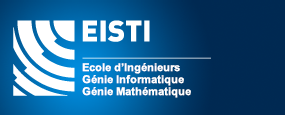 EISTI
Ecole d'Ingénieurs
Génie Informatique
Génie Mathématique